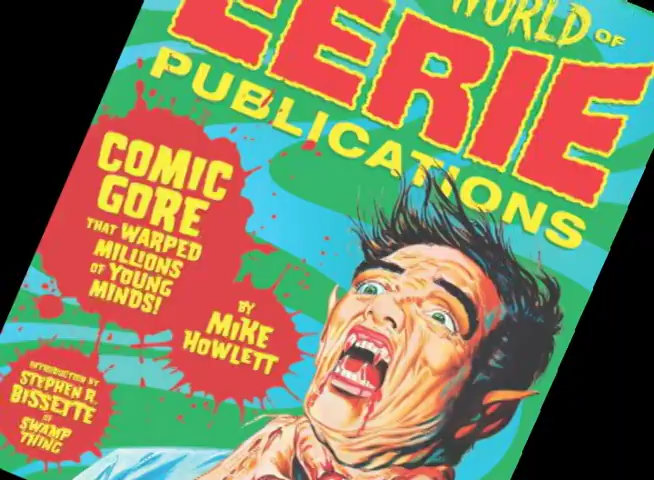 WORLD OF
EERIE
PUBLICATIONS
COMIC
GORE
THAT WARPED
MILLIONS
OF YOUNG
MINDS!
BY
MIKE
HOWLETT
INTRODUCTION BY
STEPHEN R.
BISSETTE
OF
SWAMP
THING